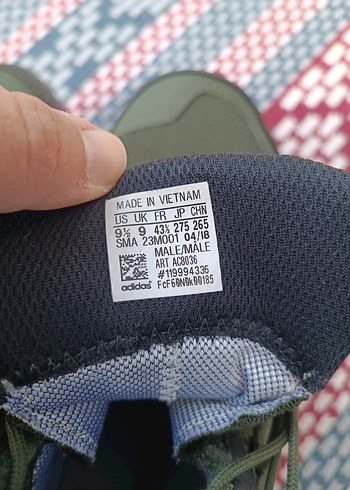 MADE IN VIETNAM
US UK FR JP CHN
9½ 9 43⅓ 275 265
SMA 23M001 04/18
MALE/MALE
ART AC8036
#119994336
adidas FcF60N0k00185